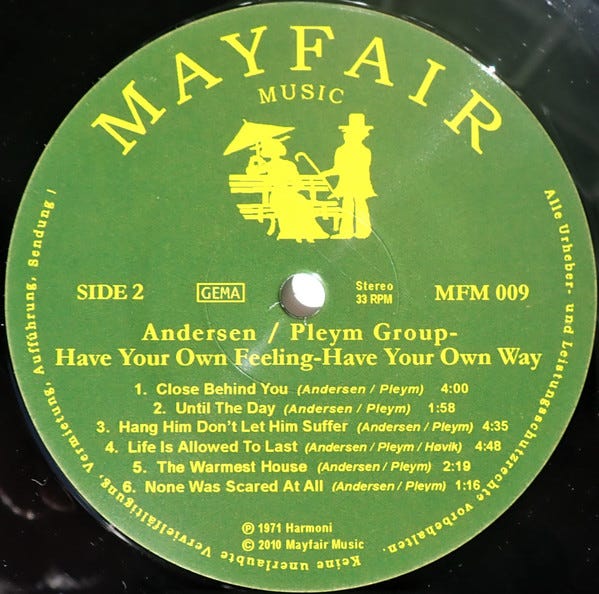 MAYFAIR
MUSIC
SIDE 2
GEMA
Stereo
33 RPM
MFM 009
Andersen / Pleym Group-
Have Your Own Feeling-Have Your Own Way
1. Close Behind You (Andersen / Pleym) 4:00
2. Until The Day (Andersen / Pleym) 1:58
3. Hang Him Don't Let Him Suffer (Andersen / Pleym) 4:35
4. Life Is Allowed To Last (Andersen / Pleym / Høvik) 4:48
5. The Warmest House (Andersen / Pleym) 2:19
6. None Was Scared At All (Andersen / Pleym) 1:16
℗ 1971 Harmoni
© 2010 Mayfair Music
Alle Urheber- und Leistungsschutzrechte vorbehalten. Keine unerlaubte Vervielfältigung, Vermietung, Aufführung, Sendung !